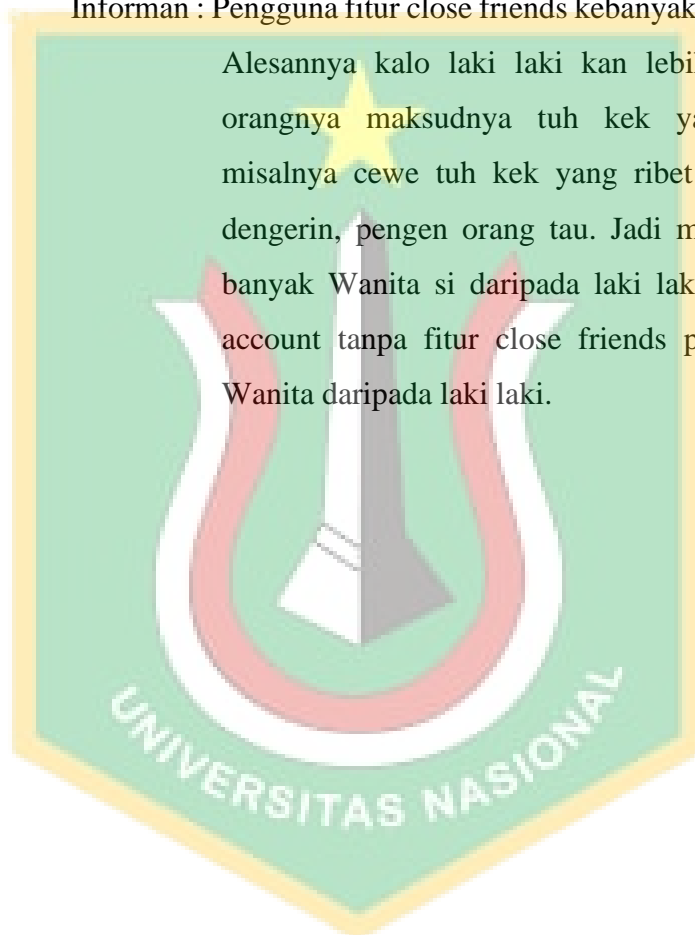 Informan : Pengguna fitur close friends kebanyak
Alesannya kalo laki laki kan
orangnya maksudnya tuh kek
misalnya cewe tuh kek yang ribet
dengerin, pengen orang tau. Jadi
banyak Wanita si daripada laki
account tanpa fitur close friends
Wanita daripada laki laki.
UNIVERSITAS NASIONAL